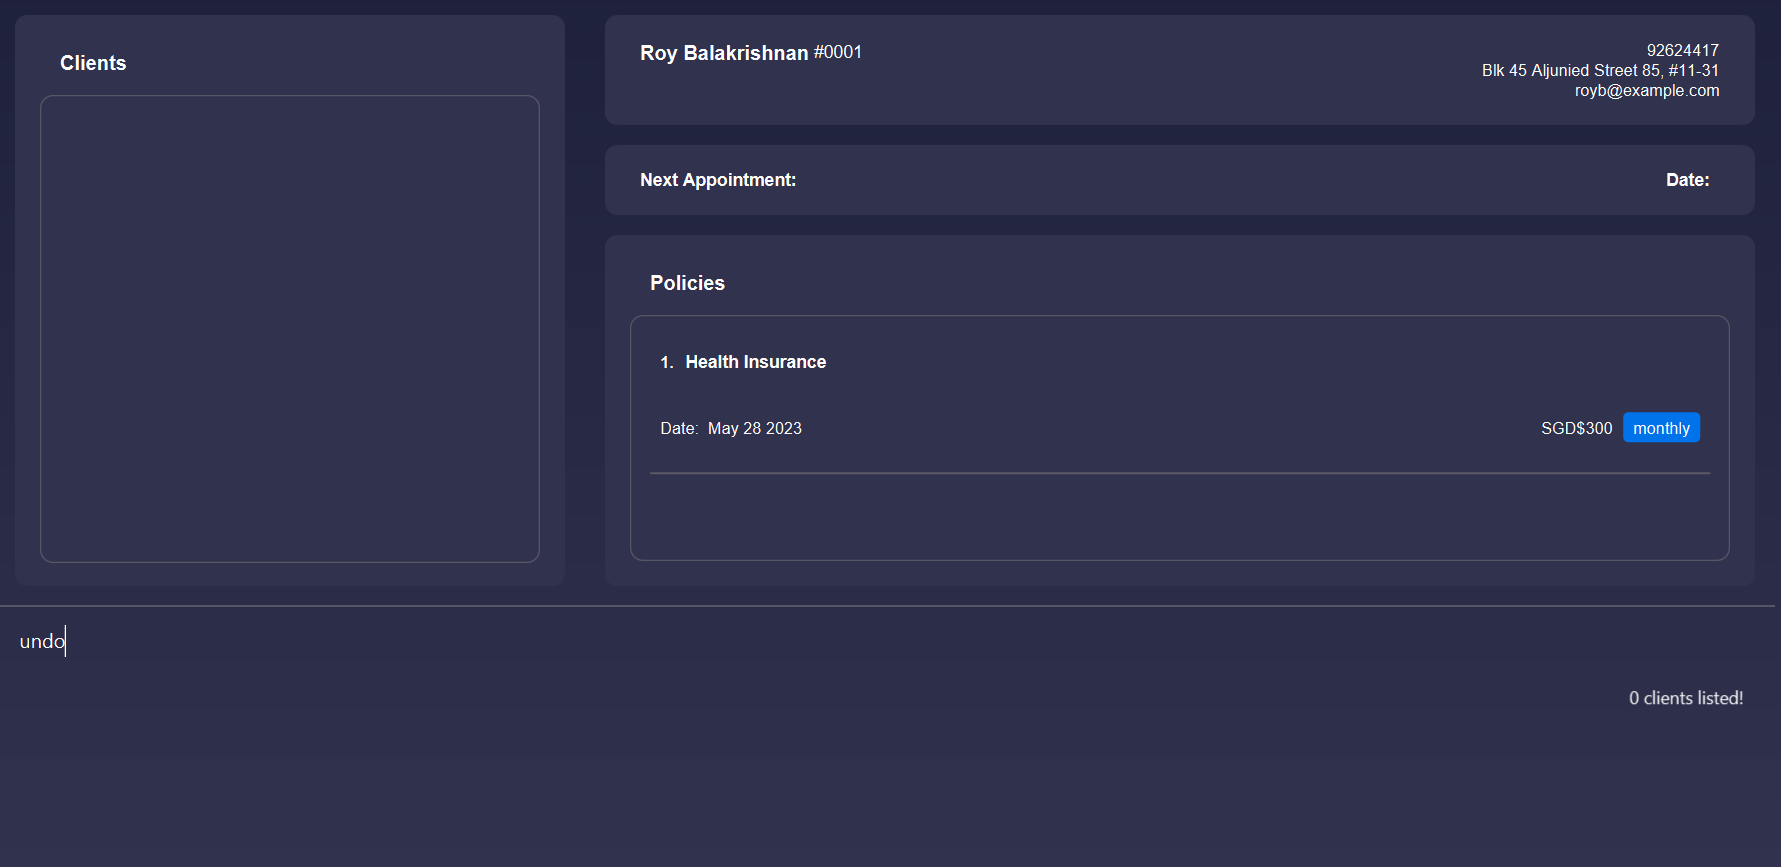 Clients
Roy Balakrishnan #0001
92624417
Blk 45 Aljunied Street 85, #11-31
royb@example.com
Next Appointment:
Date:
Policies
1. Health Insurance
Date: May 28 2023
SGD$300 monthly
undo
0 clients listed!